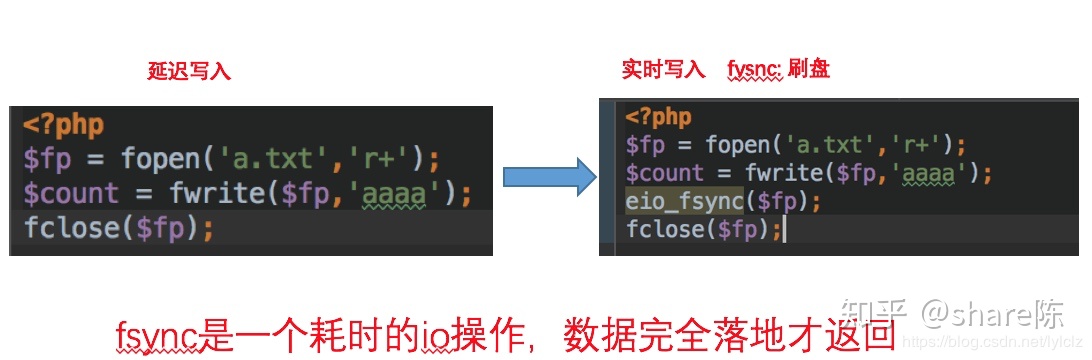 延迟写入
<?php
$fp = fopen('a.txt','r+');
$count = fwrite($fp,'aaaa');
fclose($fp);
实时写入 fysnc: 刷盘
<?php
$fp = fopen('a.txt','r+');
$count = fwrite($fp,'aaaa');
eio_fsync($fp);
fclose($fp);
fsync是一个耗时的io操作，数据完全落地才返回
知乎 @share陈
https://blog.csdn.net/lylclz